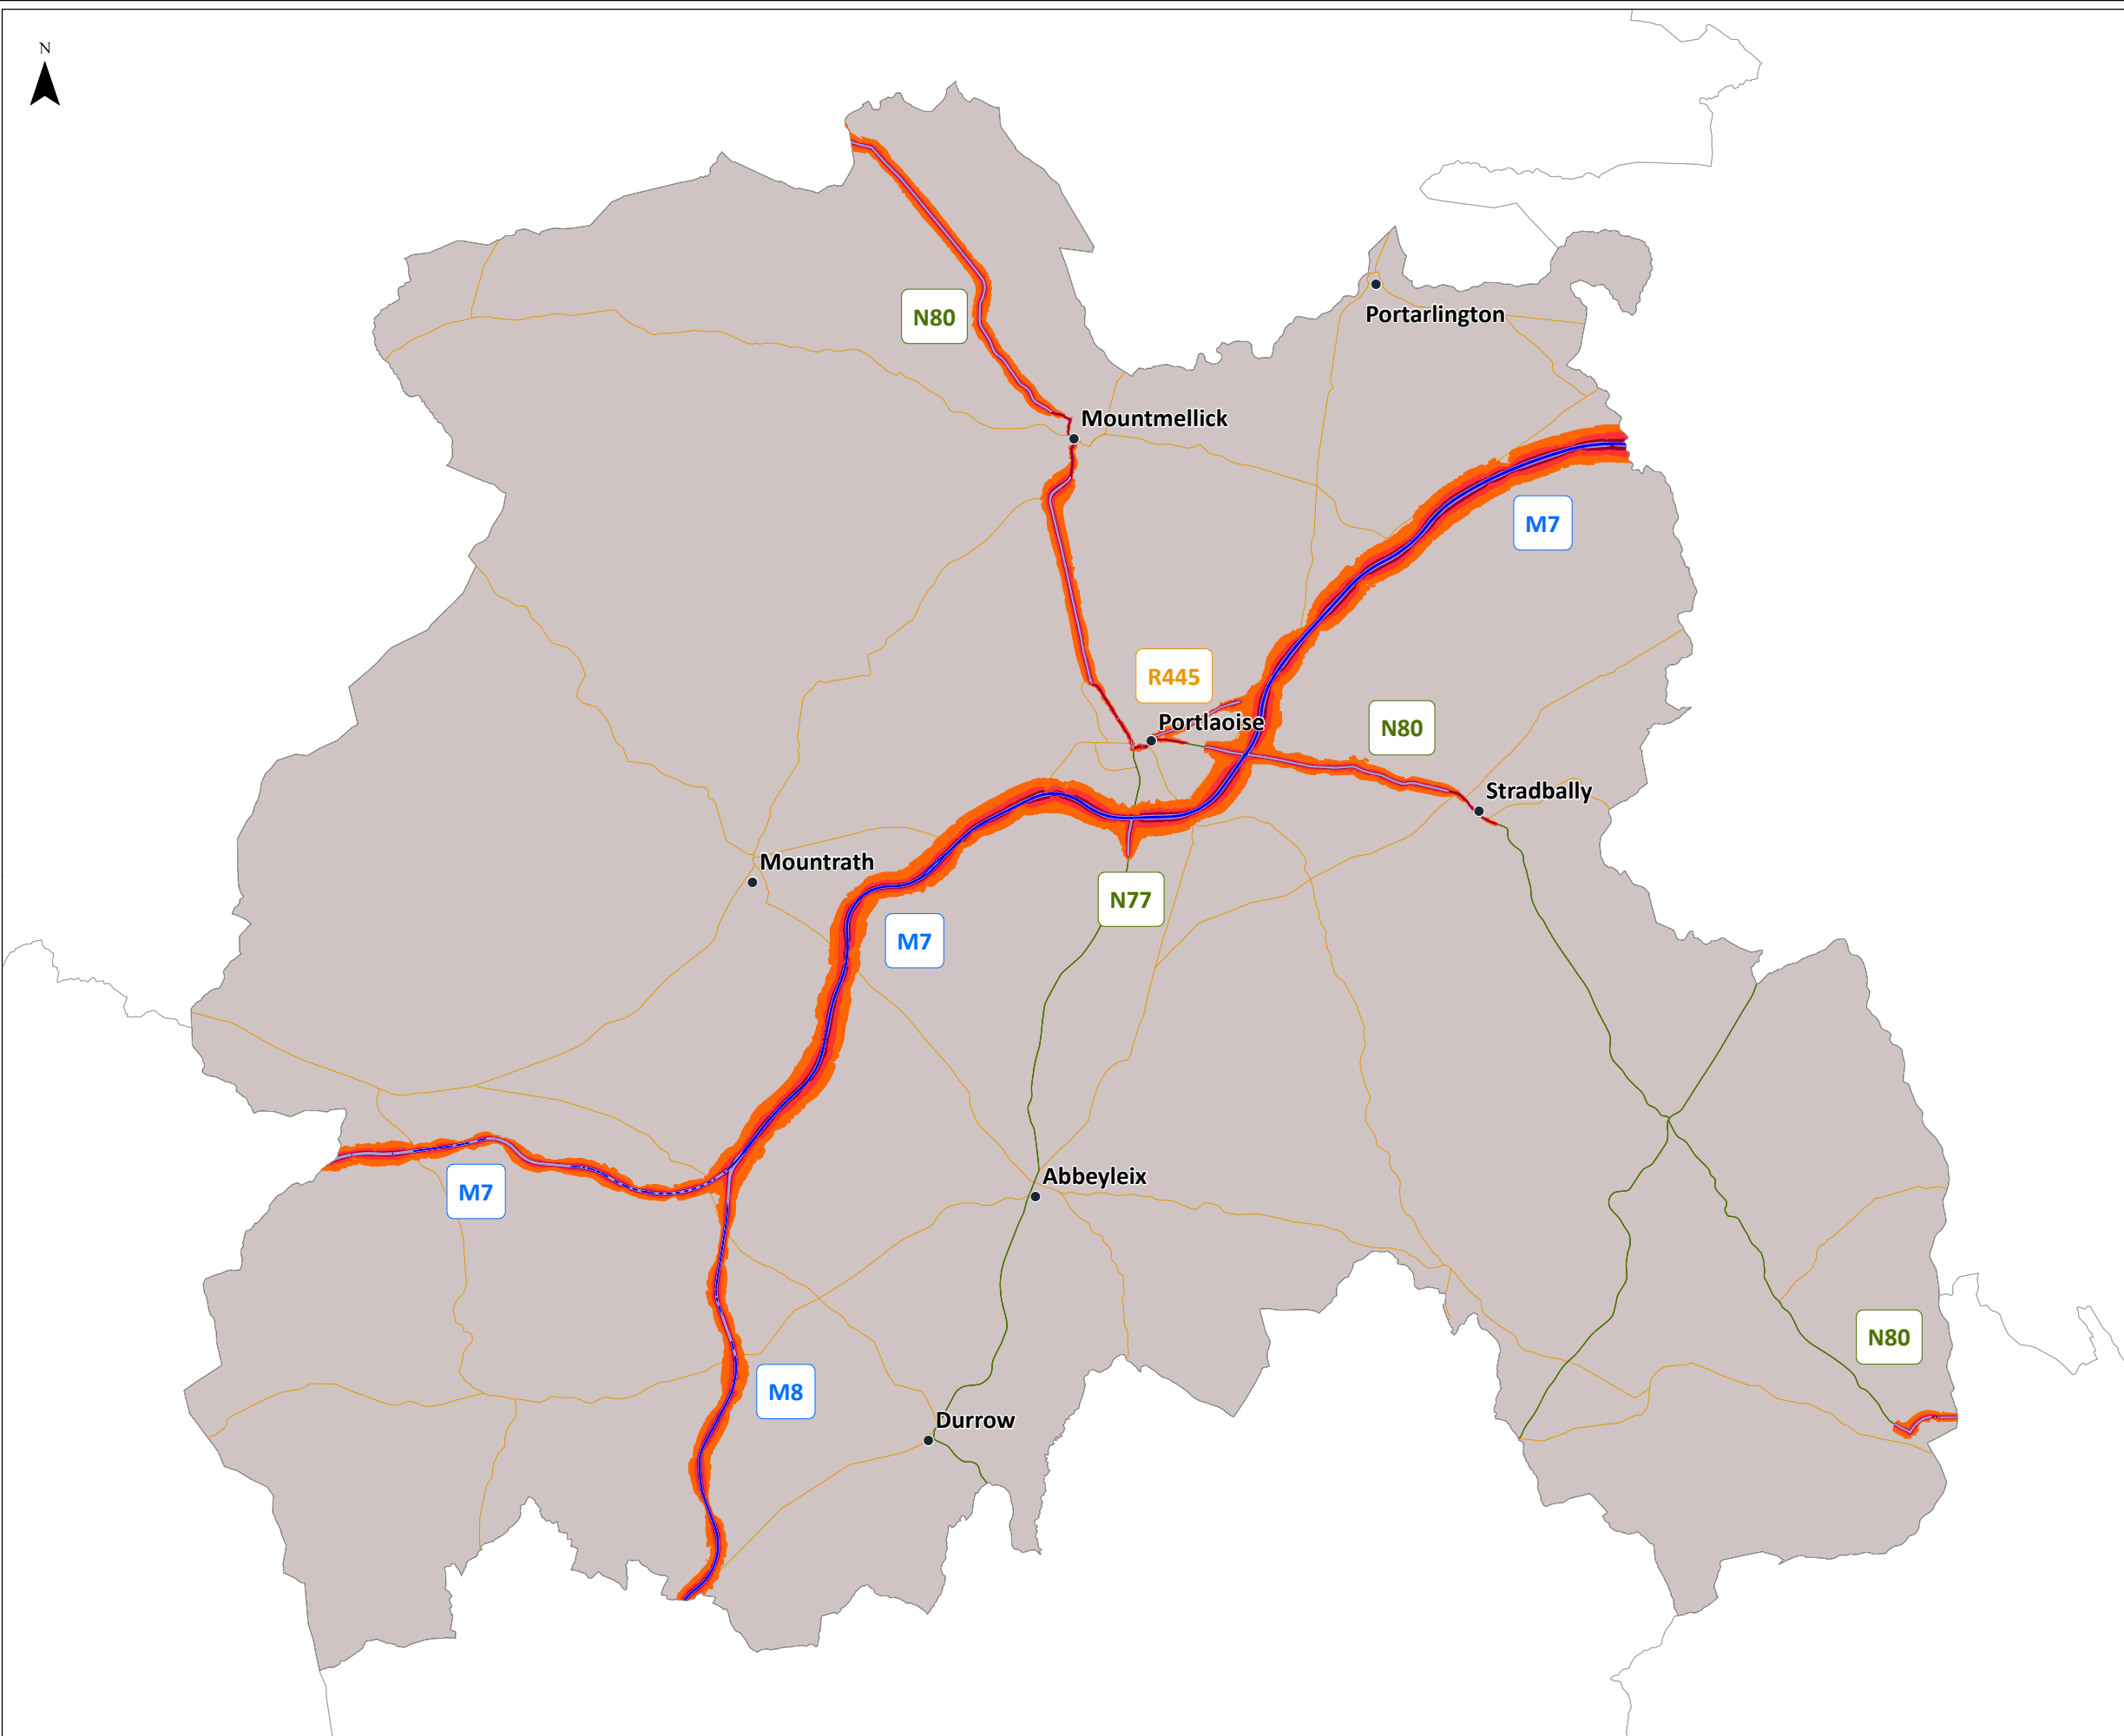 N
N80
Portarlington
Mountmellick
M7
R445
Portlaoise
N80
Stradbally
Mountrath
N77
M7
Abbeyleix
M7
N80
M8
Durrow